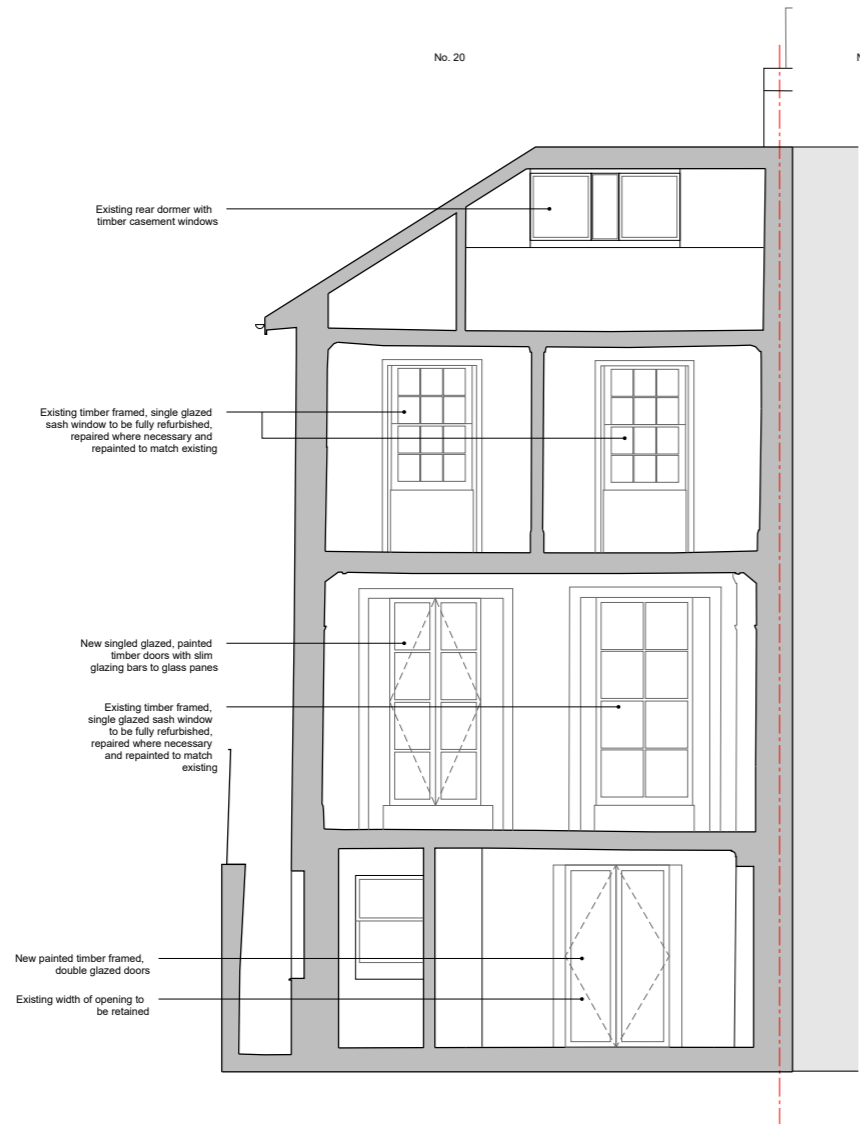 No. 20
Existing rear dormer with
timber casement windows
Existing timber framed, single glazed
sash window to be fully refurbished,
repaired where necessary and
repainted to match existing
New singled glazed, painted
timber doors with slim
glazing bars to glass panes
Existing timber framed,
single glazed sash window
to be fully refurbished,
repaired where necessary
and repainted to match
existing
New painted timber framed,
double glazed doors
Existing width of opening to
be retained